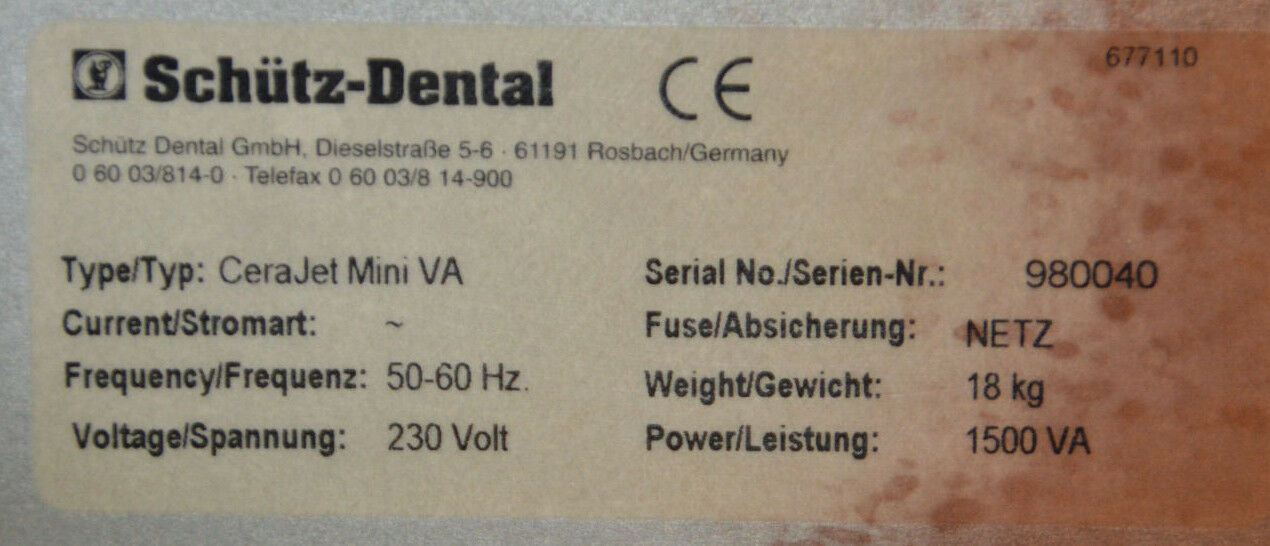 Schütz-Dental
CE
677110
Schütz Dental GmbH, Dieselstraße 5-6 · 61191 Rosbach/Germany
0 60 03/814-0 · Telefax 0 60 03/8 14-900
Type/Typ: CeraJet Mini VA
Serial No./Serien-Nr.: 980040
Current/Stromart: ~
Fuse/Absicherung: NETZ
Frequency/Frequenz: 50-60 Hz.
Weight/Gewicht: 18 kg
Voltage/Spannung: 230 Volt
Power/Leistung: 1500 VA